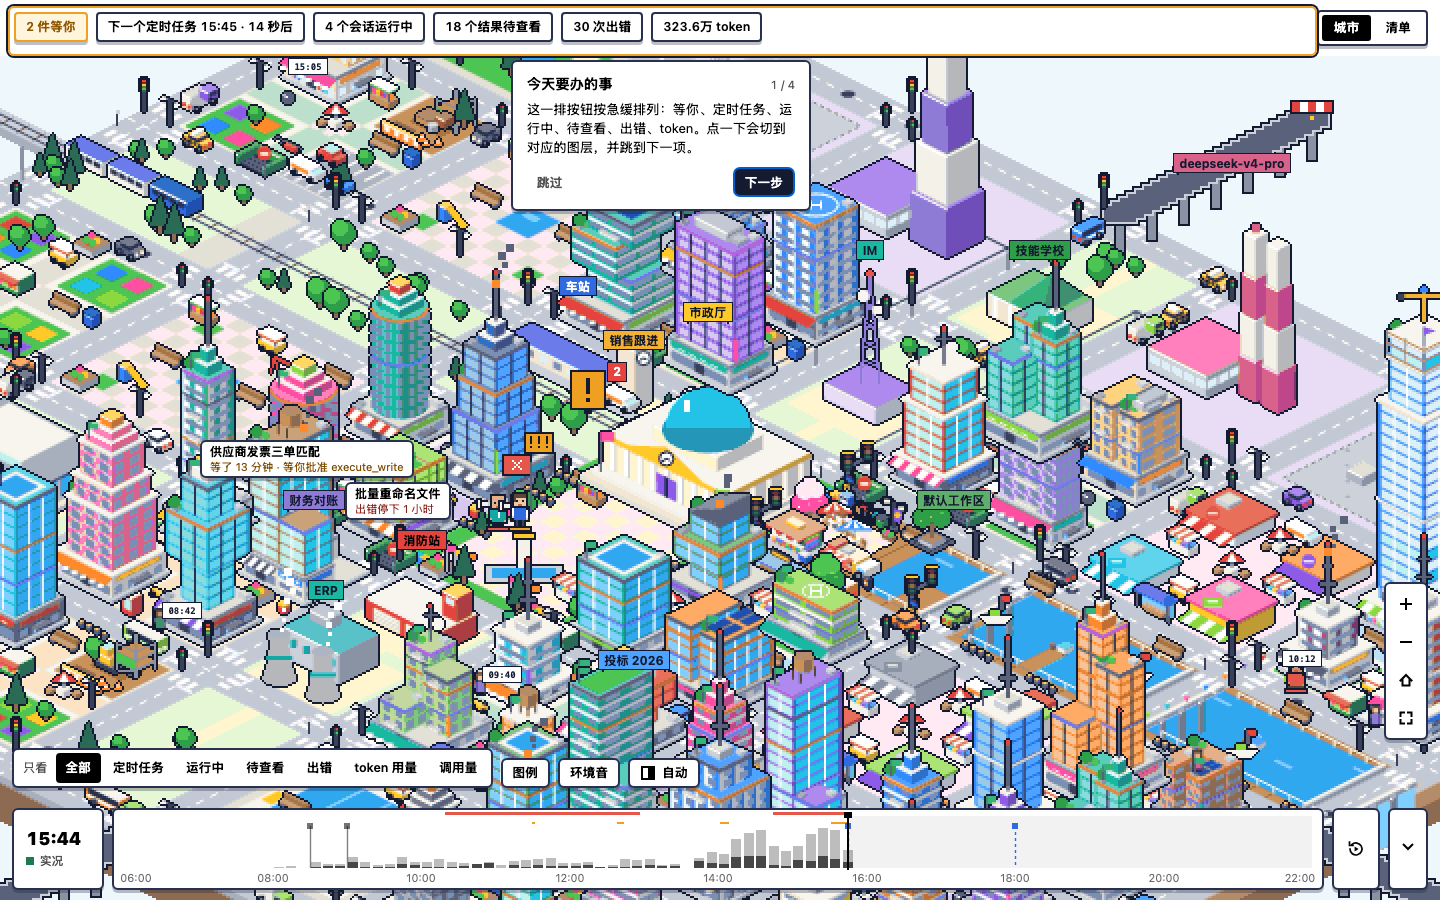 2 件等你
下一个定时任务 15:45 · 14 秒后
4 个会话运行中
18 个结果待查看
30 次出错
323.6万 token
城市
清单
15:05
今天要办的事
1 / 4
这一排按钮按急缓排列：等你、定时任务、运
行中、待查看、出错、token。点一下会切到
对应的图层，并跳到下一项。
跳过
下一步
deepseek-v4-pro
IM
技能学校
车站
市政厅
销售跟进
2
供应商发票三单匹配
等了 13 分钟 · 等你批准 execute_write
财务对账
批量重命名文件
出错停下 1 小时
默认工作区
消防站
ERP
08:42
09:40
投标 2026
10:12
只看
全部
定时任务
运行中
待查看
出错
token 用量
调用量
图例
环境音
自动
15:44
实况
06:00
08:00
10:00
12:00
14:00
16:00
18:00
20:00
22:00